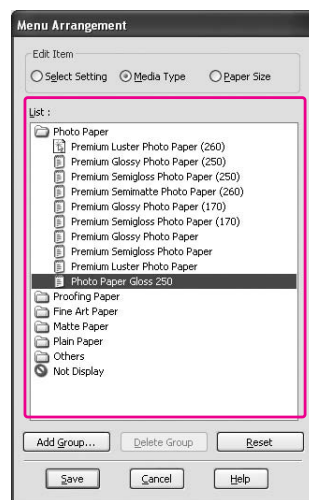 Menu Arrangement
Edit Item
Select Setting Media Type Paper Size
List :
Photo Paper
Premium Luster Photo Paper (260)
Premium Glossy Photo Paper (250)
Premium Semigloss Photo Paper (250)
Premium Semimatte Photo Paper (260)
Premium Glossy Photo Paper (170)
Premium Semigloss Photo Paper (170)
Premium Glossy Photo Paper
Premium Semigloss Photo Paper
Premium Luster Photo Paper
Photo Paper Gloss 250
Proofing Paper
Fine Art Paper
Matte Paper
Plain Paper
Others
Not Display
Add Group... Delete Group Reset
Save Cancel Help